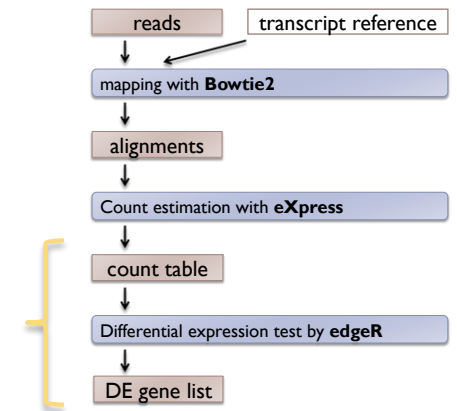 reads
transcript reference
mapping with Bowtie2
alignments
Count estimation with eXpress
count table
Differential expression test by edgeR
DE gene list